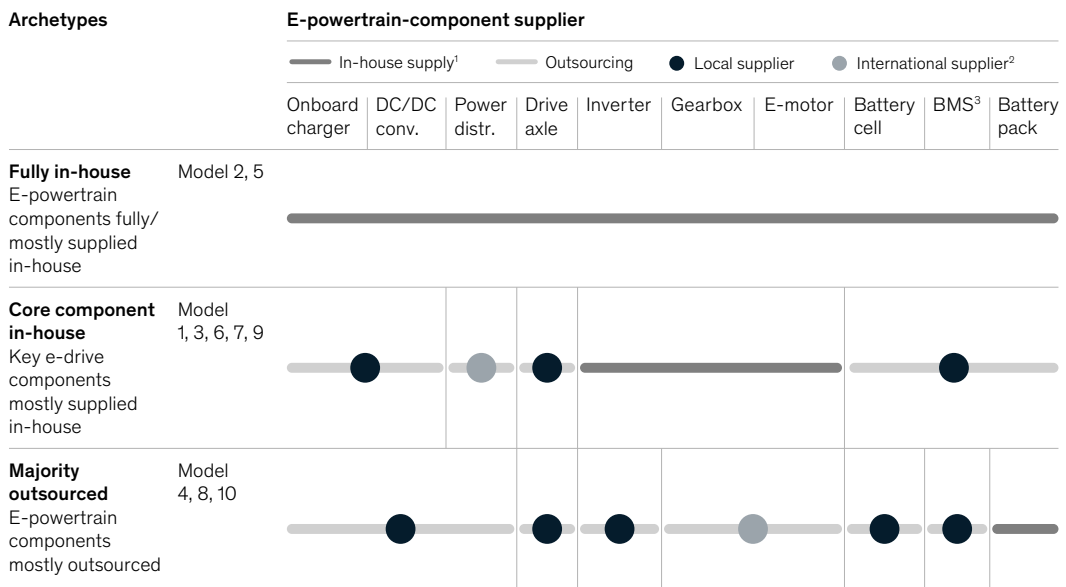 Archetypes
E-powertrain-component supplier
In-house supply¹ Outsourcing Local supplier International supplier²
Onboard charger
DC/DC conv.
Power distr.
Drive axle
Inverter
Gearbox
E-motor
Battery cell
BMS³
Battery pack
Fully in-house
E-powertrain
components fully/
mostly supplied
in-house
Model 2, 5
Core component
in-house
Key e-drive
components
mostly supplied
in-house
Model
1, 3, 6, 7, 9
Majority
outsourced
E-powertrain
components
mostly outsourced
Model
4, 8, 10